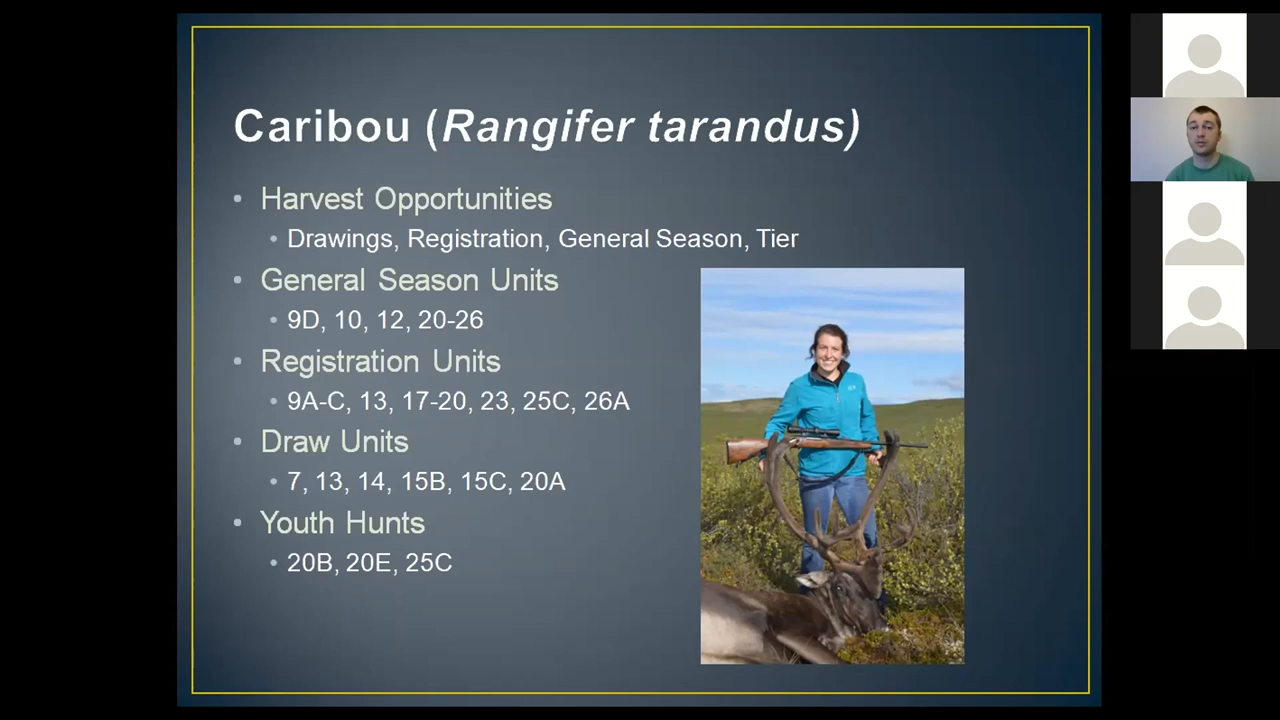 Caribou (Rangifer tarandus)
• Harvest Opportunities
• Drawings, Registration, General Season, Tier
• General Season Units
• 9D, 10, 12, 20-26
• Registration Units
• 9A-C, 13, 17-20, 23, 25C, 26A
• Draw Units
• 7, 13, 14, 15B, 15C, 20A
• Youth Hunts
• 20B, 20E, 25C